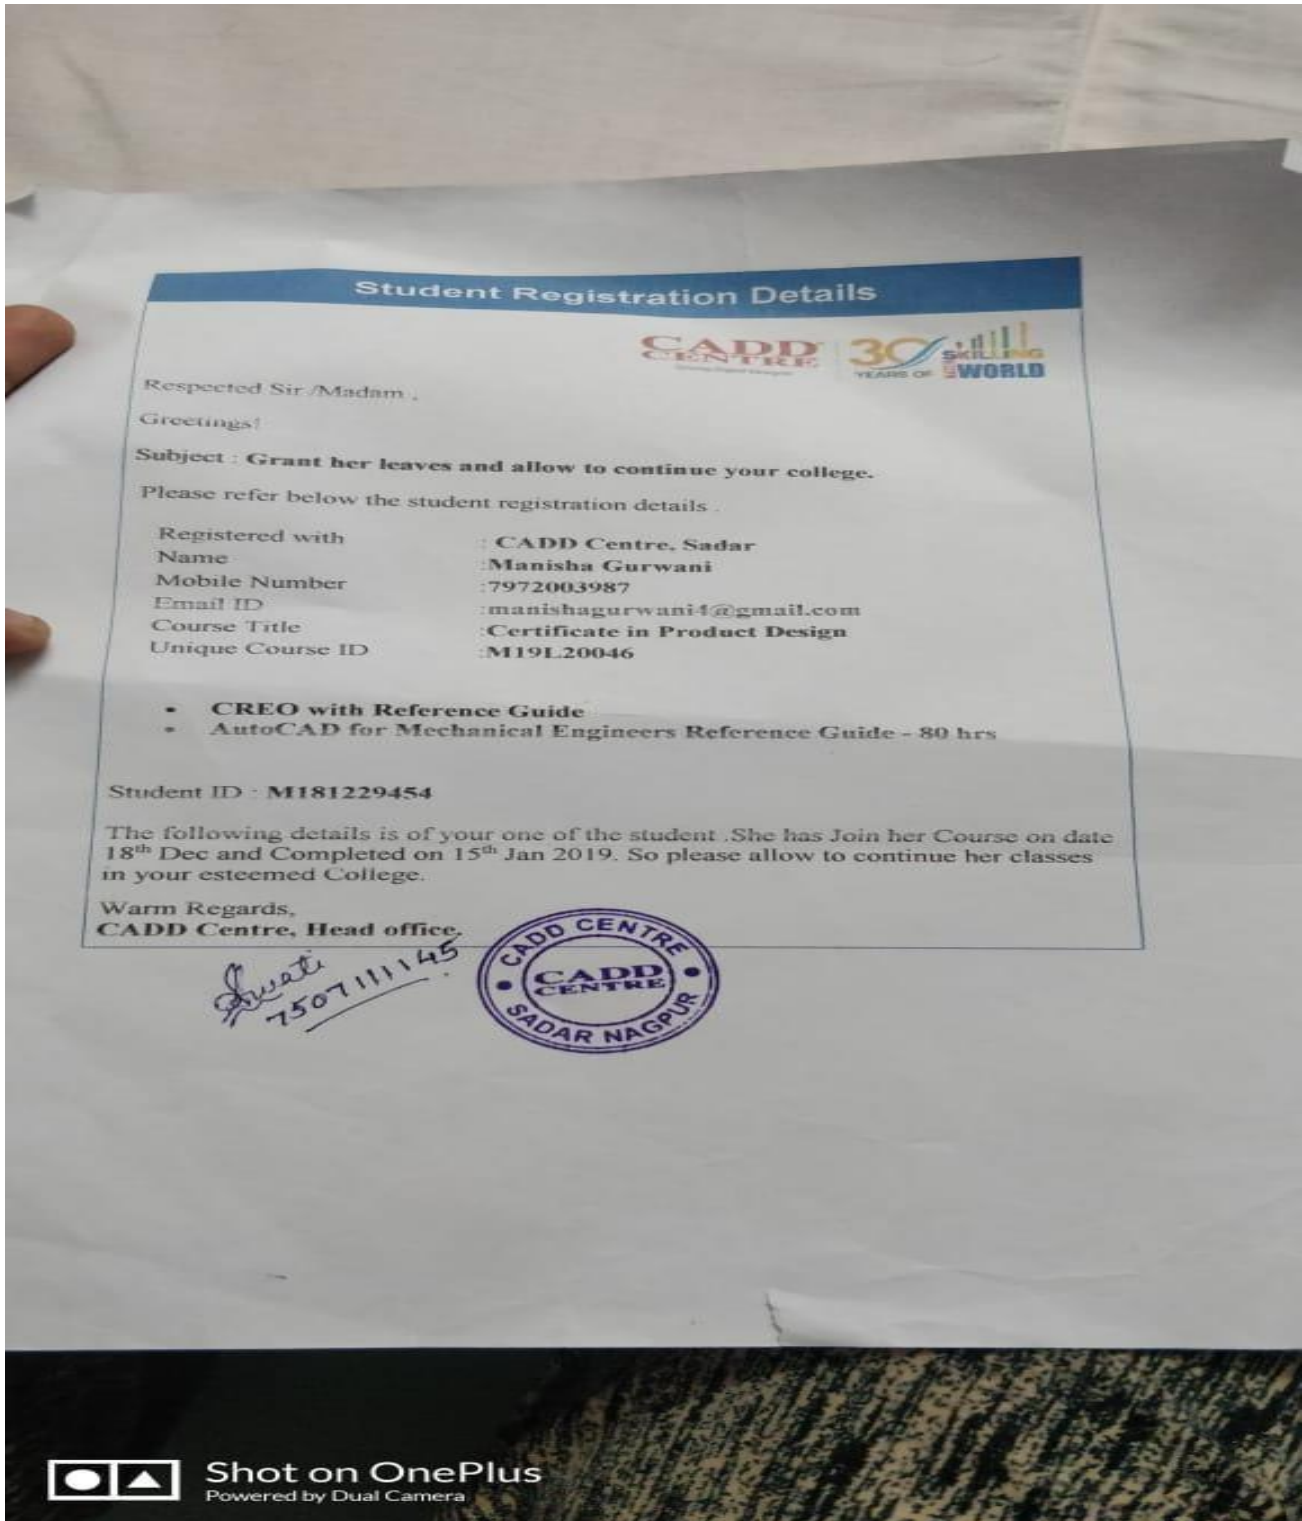 Student Registration Details
CADD
CENTRE
30
YEARS OF
SKILLING
WORLD
Respected Sir /Madam ,
Greetings!
Subject : Grant her leaves and allow to continue your college.
Please refer below the student registration details .
Registered with : CADD Centre, Sadar
Name :Manisha Gurwani
Mobile Number :7972003987
Email ID :manishagurwani4@gmail.com
Course Title :Certificate in Product Design
Unique Course ID :M19L20046
• CREO with Reference Guide
• AutoCAD for Mechanical Engineers Reference Guide - 80 hrs
Student ID : M181229454
The following details is of your one of the student .She has Join her Course on date
18th Dec and Completed on 15th Jan 2019. So please allow to continue her classes
in your esteemed College.
Warm Regards,
CADD Centre, Head office.
7507111145
CADD CENTRE
CADD
CENTRE
SADAR NAGPUR
Shot on OnePlus
Powered by Dual Camera